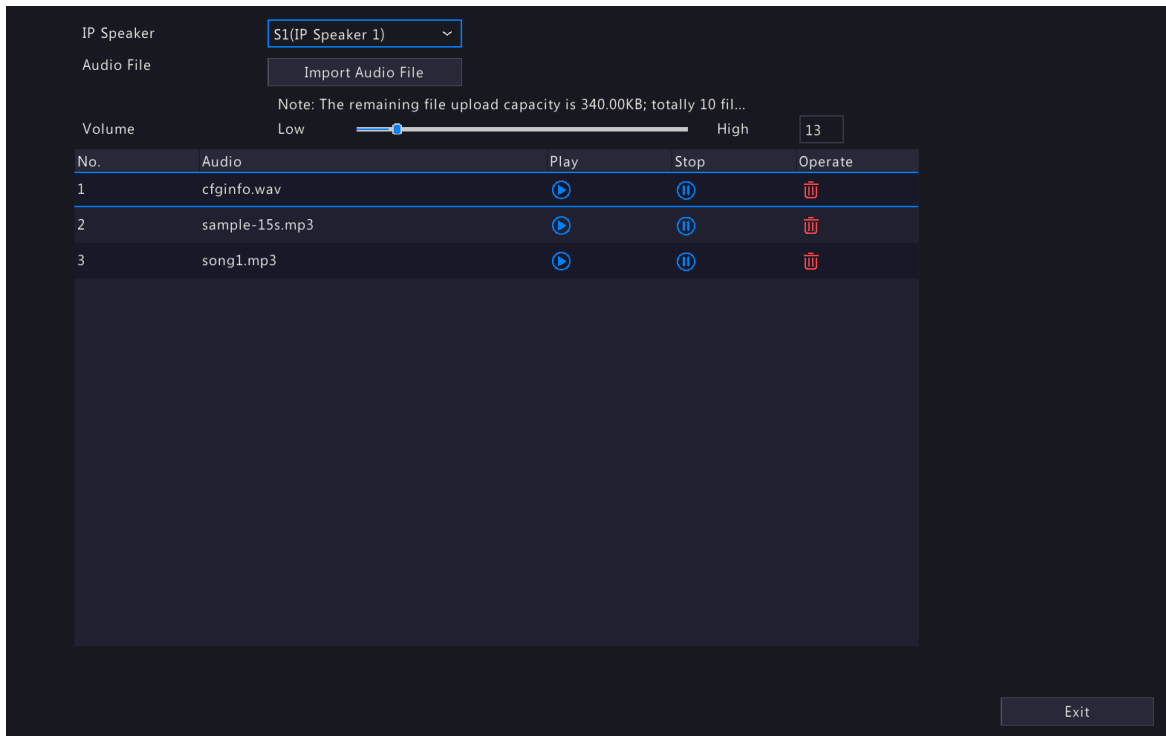 IP Speaker S1(IP Speaker 1)
Audio File Import Audio File
Note: The remaining file upload capacity is 340.00KB; totally 10 fil...
Volume Low High 13
No. Audio Play Stop Operate
1 cfginfo.wav
2 sample-15s.mp3
3 song1.mp3
Exit